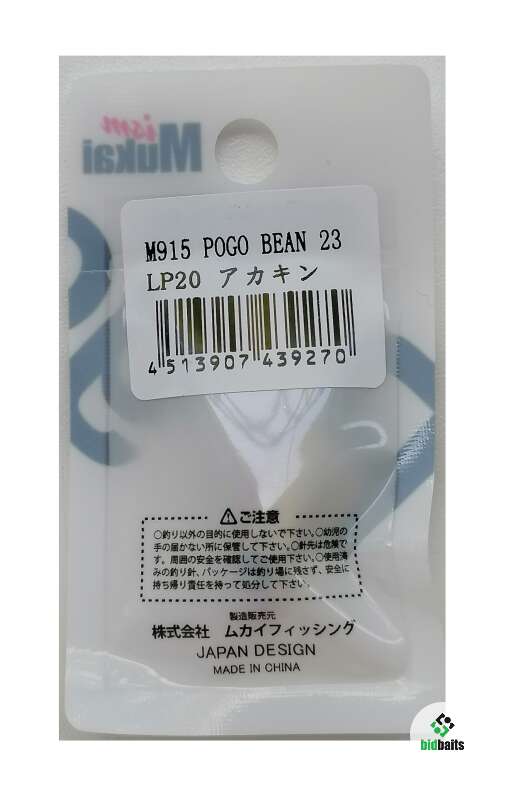 ism
Mukai
M915 POGO BEAN 23
LP20 アカキン
4 513907 439270
⚠ご注意
○釣り以外の目的に使用しないで下さい。○幼児の
手の届かない所に保管して下さい。○針先は危険で
す。周囲の安全を確認してご使用下さい。○使用済
みの釣り針、パッケージは釣り場に残さず、安全に
持ち帰り責任を持って処分して下さい。
製造販売元
株式会社 ムカイフィッシング
JAPAN DESIGN
MADE IN CHINA
bidbaits